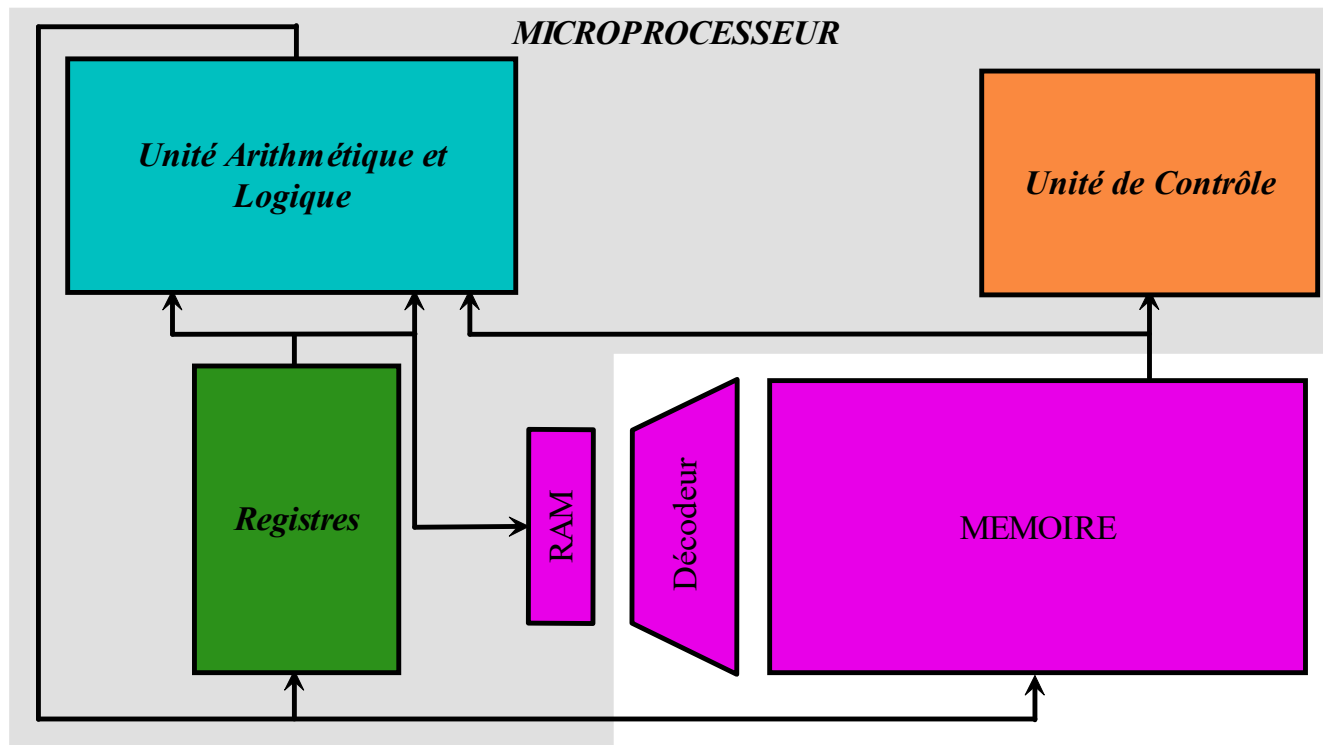 MICROPROCESSEUR
Unité Arithmétique et
Logique
Unité de Contrôle
Registres
RAM
Décodeur
MEMOIRE